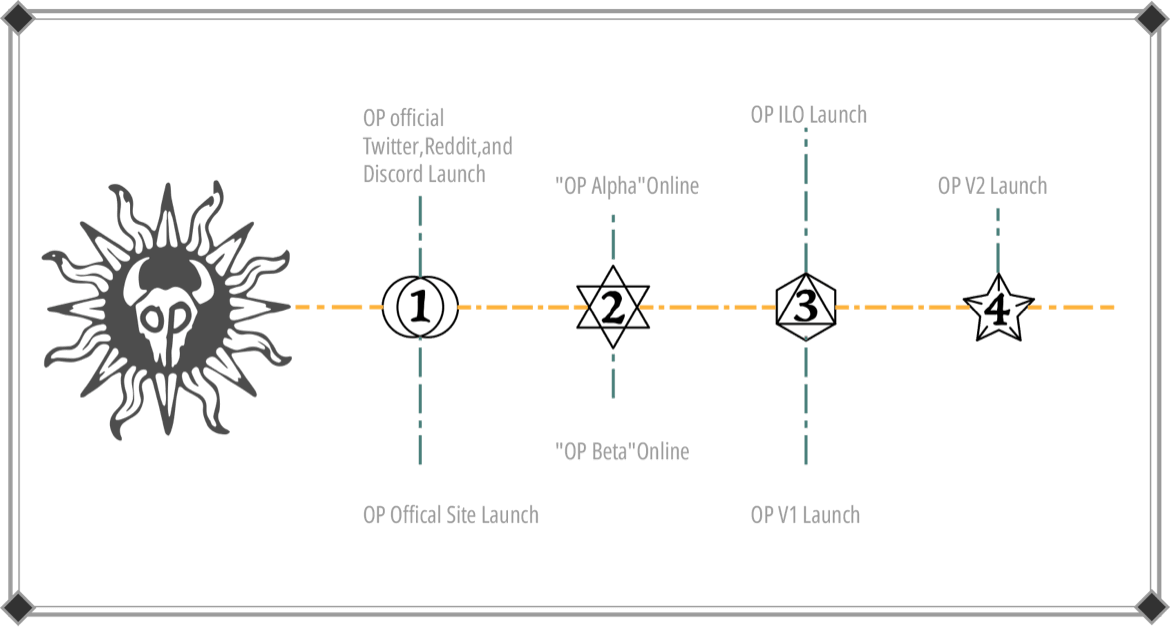 OP official
Twitter,Reddit,and
Discord Launch
"OP Alpha"Online
OP ILO Launch
OP V2 Launch
OP
1
2
3
4
"OP Beta"Online
OP Offical Site Launch
OP V1 Launch